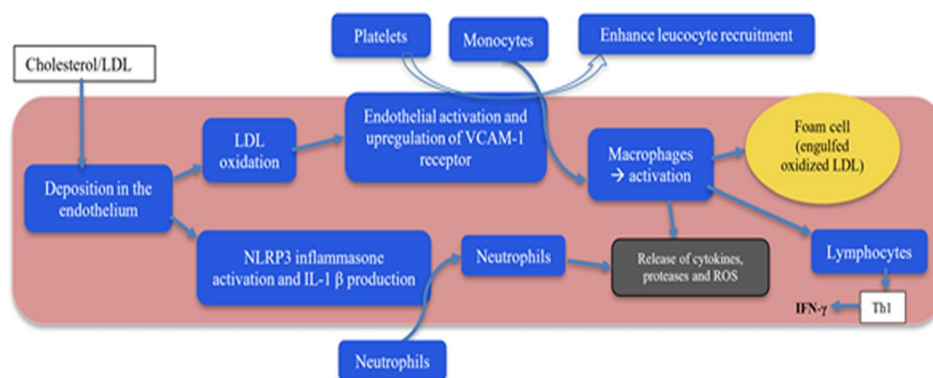 Platelets
Monocytes
Enhance leucocyte recruitment
Cholesterol/LDL
LDL
oxidation
Endothelial activation and
upregulation of VCAM-1
receptor
Foam cell
(engulfed
oxidized LDL)
Macrophages
→ activation
Deposition in the
endothelium
NLRP3 inflammasone
activation and IL-1 β production
Neutrophils
Release of cytokines,
proteases and ROS
Lymphocytes
IFN-γ
Th1
Neutrophils